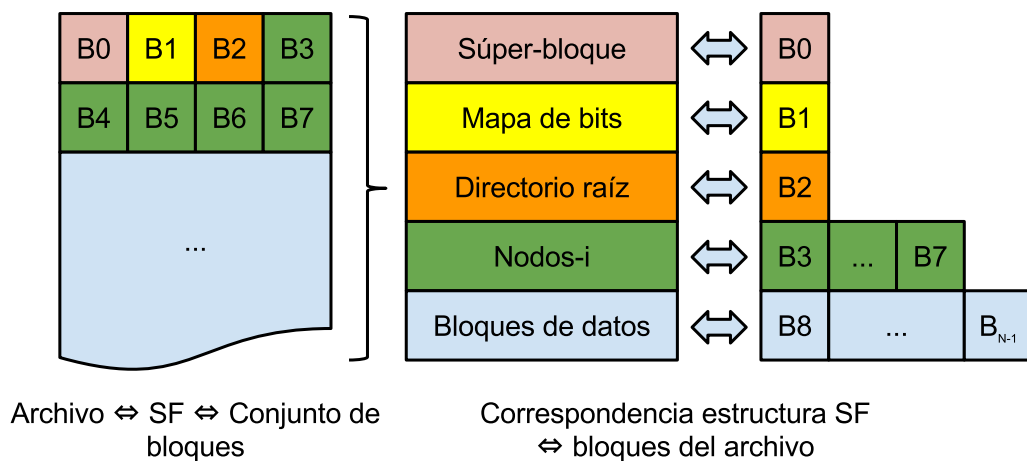 B0 B1 B2 B3
B4 B5 B6 B7
...
Súper-bloque
Mapa de bits
Directorio raíz
Nodos-i
Bloques de datos
B0
B1
B2
B3 ... B7
B8 ... B N-1
Archivo ⇔ SF ⇔ Conjunto de
bloques
Correspondencia estructura SF
⇔ bloques del archivo